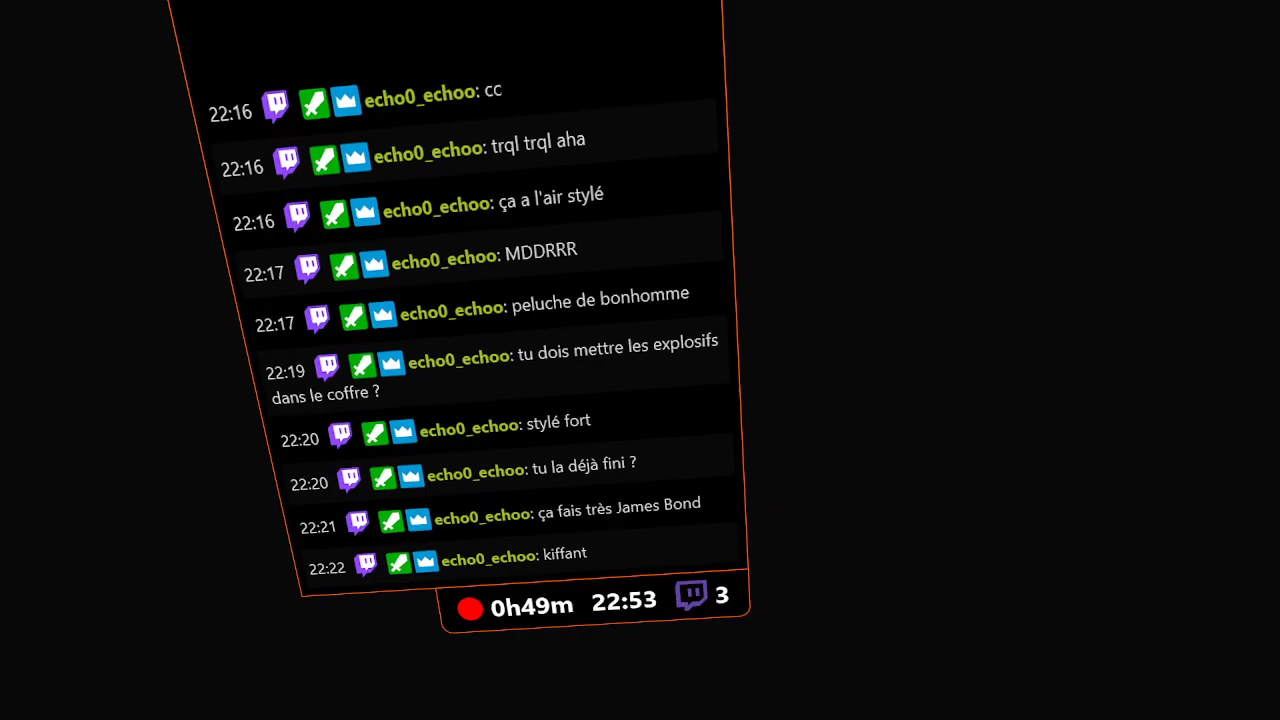 22:16 echo0_echoo: cc
22:16 echo0_echoo: trql trql aha
22:16 echo0_echoo: ça a l'air stylé
22:17 echo0_echoo: MDDRRR
22:17 echo0_echoo: peluche de bonhomme
22:19 echo0_echoo: tu dois mettre les explosifs
dans le coffre ?
22:20 echo0_echoo: stylé fort
22:20 echo0_echoo: tu la déjà fini ?
22:21 echo0_echoo: ça fais très James Bond
22:22 echo0_echoo: kiffant
0h49m 22:53 3